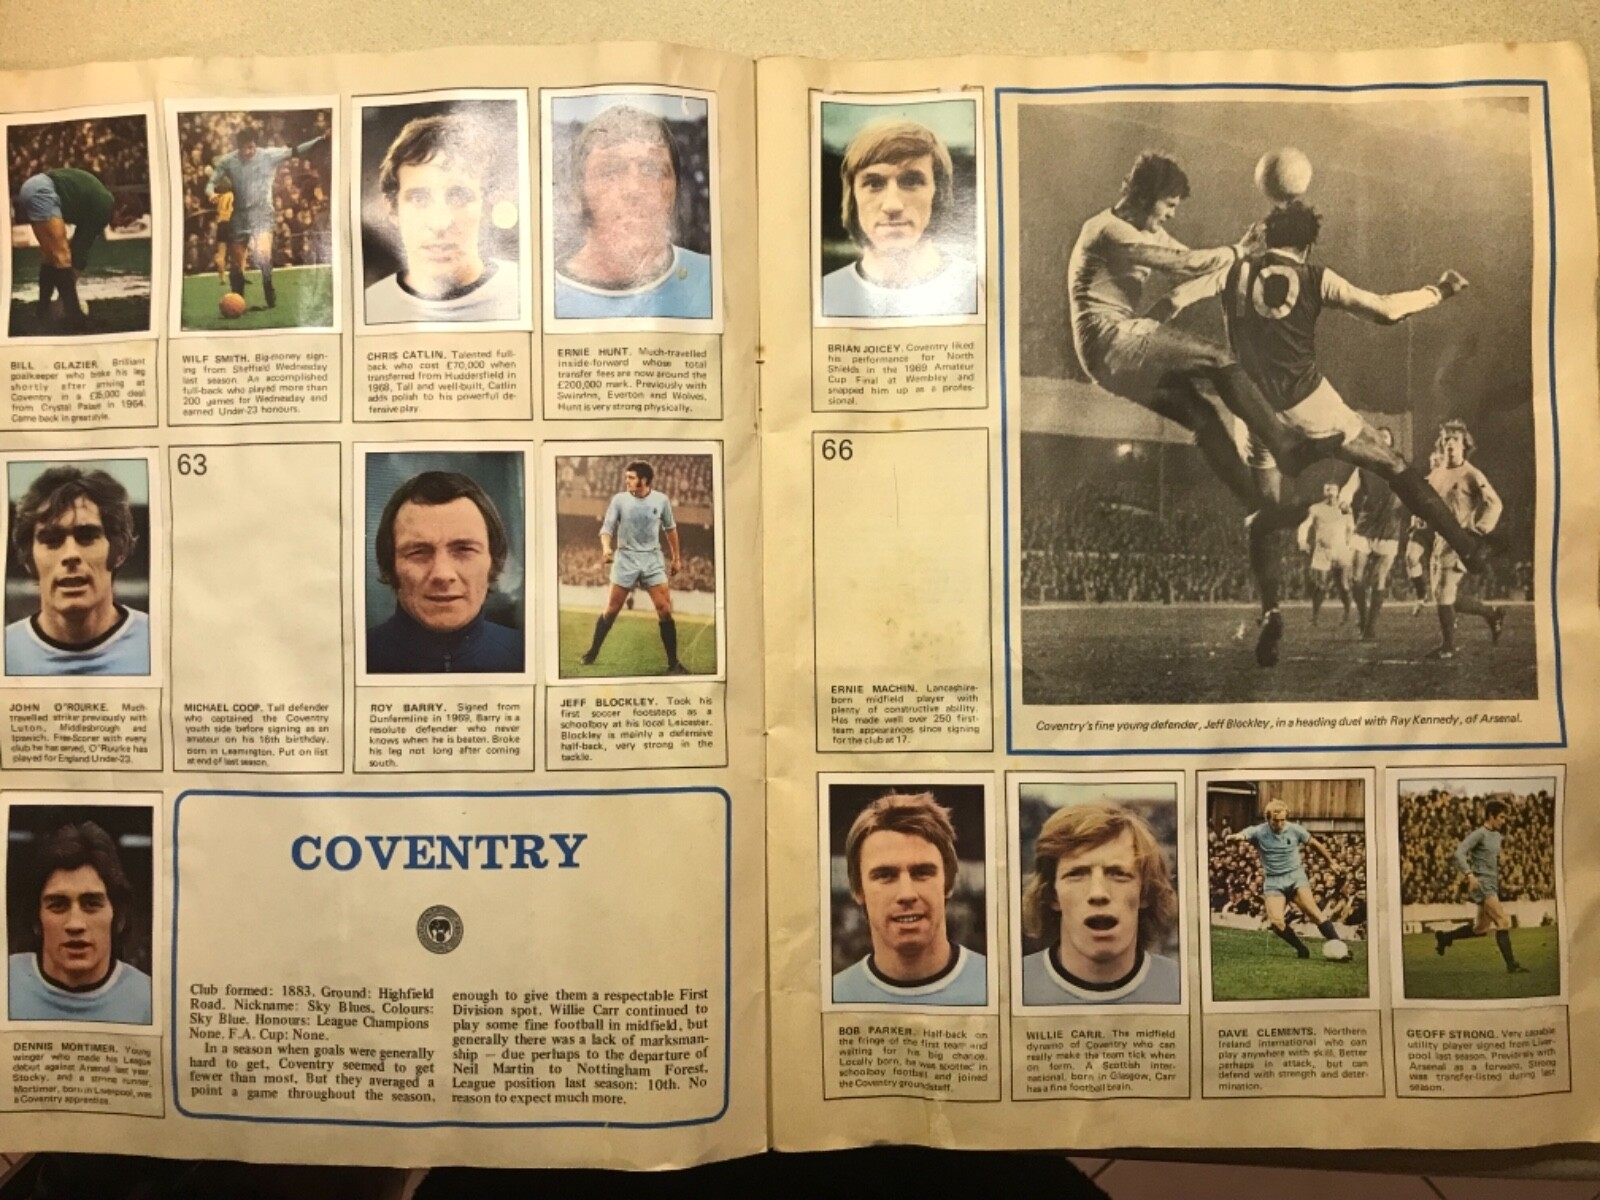 BILL GLAZIER. Brilliant
goalkeeper who broke his leg
shortly after arriving at
Coventry in a £35,000 deal
from Crystal Palace in 1964.
Came back in great style.
WILF SMITH. Big-money sign-
ing from Sheffield Wednesday
last season. An accomplished
full-back who played more than
200 games for Wednesday and
earned Under-23 honours.
CHRIS CATLIN. Talented full-
back who cost £70,000 when
transferred from Huddersfield in
1968. Tall and well-built, Catlin
adds polish to his powerful de-
fensive play.
ERNIE HUNT. Much-travelled
inside-forward whose total
transfer fees are now around the
£200,000 mark. Previously with
Swindon, Everton and Wolves,
Hunt is very strong physically.
JOHN O'ROURKE. Much-
travelled striker previously with
Luton, Middlesbrough and
Ipswich. Free-Scorer with every
club he has served, O'Rourke has
played for England Under-23.
63
MICHAEL COOP. Tall defender
who captained the Coventry
youth side before signing as an
amateur on his 16th birthday.
Born in Leamington. Put on list
at end of last season.
ROY BARRY. Signed from
Dunfermline in 1969, Barry is a
resolute defender who never
knows when he is beaten. Broke
his leg not long after coming
south.
JEFF BLOCKLEY. Took his
first soccer footsteps as a
schoolboy at his local Leicester.
Blockley is mainly a defensive
half-back, very strong in the
tackle.
DENNIS MORTIMER. Young
winger who made his League
debut against Arsenal last year.
Stocky, and a strong runner,
Mortimer, born in Liverpool, was
a Coventry apprentice.
COVENTRY
Club formed: 1883. Ground: Highfield
Road. Nickname: Sky Blues. Colours:
Sky Blue. Honours: League Champions
None. F.A. Cup: None.
In a season when goals were generally
hard to get, Coventry seemed to get
fewer than most. But they averaged a
point a game throughout the season,
enough to give them a respectable First
Division spot. Willie Carr continued to
play some fine football in midfield, but
generally there was a lack of marksman-
ship — due perhaps to the departure of
Neil Martin to Nottingham Forest.
League position last season: 10th. No
reason to expect much more.
BRIAN JOICEY. Coventry liked
his performance for North
Shields in the 1969 Amateur
Cup Final at Wembley and
snapped him up as a profes-
sional.
66
ERNIE MACHIN. Lancashire-
born midfield player with
plenty of constructive ability.
Has made well over 250 first-
team appearances since signing
for the club at 17.
10
Coventry's fine young defender, Jeff Blockley, in a heading duel with Ray Kennedy, of Arsenal.
BOB PARKER. Half-back on
the fringe of the first team and
waiting for his big chance.
Locally born, he was spotted in
schoolboy football and joined
the Coventry groundstaff.
WILLIE CARR. The midfield
dynamo of Coventry who can
really make the team tick when
on form. A Scottish inter-
national, born in Glasgow, Carr
has a fine football brain.
DAVE CLEMENTS. Northern
Ireland international who can
play anywhere with skill. Better
perhaps in attack, but can
defend with strength and deter-
mination.
GEOFF STRONG. Very capable
utility player signed from Liver-
pool last season. Previously with
Arsenal as a forward, Strong
was transfer-listed during last
season.